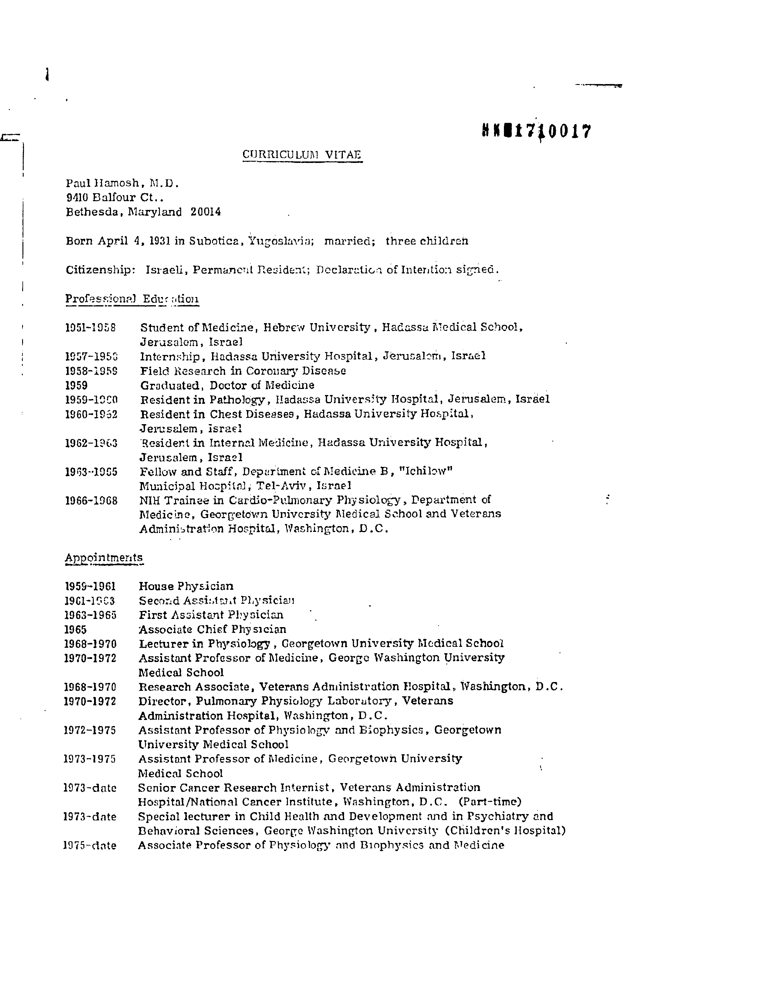 1710017
CURRICULUM VITAE
Paul Hamosh, M.D.
9410 Balfour Ct..
Bethesda, Maryland 20014
Born April 4, 1931 in Subotica, Yugoslavia; married; three children
Citizenship: Israeli, Permanent Resident; Declaration of Intention signed.
Professional Education
1951-1958 Student of Medicine, Hebrew University, Hadassa Medical School,
Jerusalem, Israel
Internship, Hadassa University Hospital, Jerusalem, Israel
1958-1959 Field Research in Coronary Disease
1959 Graduated, Doctor of Medicine
1959-1960 Resident in Pathology, Hadassa University Hospital, Jerusalem, Israel
1960-1962 Resident in Chest Diseases, Hadassa University Hospital,
Jerusalem, Israel
1962-1963 Resident in Internal Medicine, Hadassa University Hospital,
Jerusalem, Israel
1963-1965 Fellow and Staff, Department of Medicine B, "Ichilow"
Municipal Hospital, Tel-Aviv, Israel
1966-1968 NIH Trainee in Cardio-Pulmonary Physiology, Department of
Medicine, Georgetown University Medical School and Veterans
Administration Hospital, Washington, D.C.
Appointments
1959-1961 House Physician
1961-1963 Second Assistant Physician
1963-1965 First Assistant Physician
1965 Associate Chief Physician
1968-1970 Lecturer in Physiology, Georgetown University Medical School
1970-1972 Assistant Professor of Medicine, George Washington University
Medical School
1968-1970 Research Associate, Veterans Administration Hospital, Washington, D.C.
1970-1972 Director, Pulmonary Physiology Laboratory, Veterans
Administration Hospital, Washington, D.C.
1972-1975 Assistant Professor of Physiology and Biophysics, Georgetown
University Medical School
1973-1975 Assistant Professor of Medicine, Georgetown University
Medical School
1973-date Senior Cancer Research Internist, Veterans Administration
Hospital/National Cancer Institute, Washington, D.C. (Part-time)
1973-date Special lecturer in Child Health and Development and in Psychiatry and
Behavioral Sciences, George Washington University (Children's Hospital)
1975-date Associate Professor of Physiology and Biophysics and Medicine